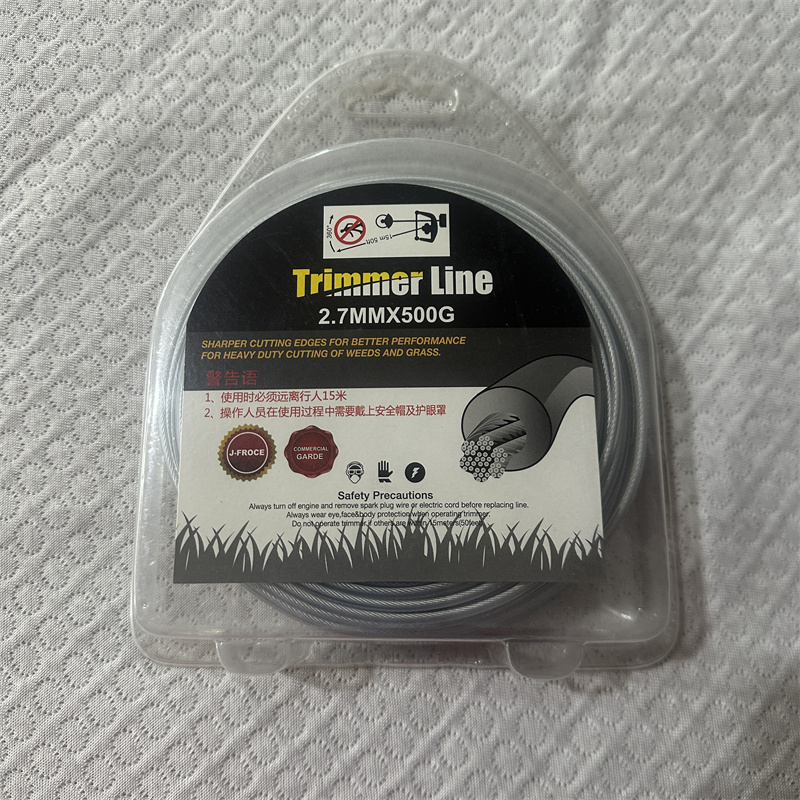 360°
15m 50ft
Trimmer Line
2.7MMX500G
SHARPER CUTTING EDGES FOR BETTER PERFORMANCE
FOR HEAVY DUTY CUTTING OF WEEDS AND GRASS.
警告语
1、使用时必须远离行人15米
2、操作人员在使用过程中需要戴上安全帽及护眼罩
J-FROCE
COMMERCIAL
GARDE
Safety Precautions
Always turn off engine and remove spark plug wire or electric cord before replacing line.
Always wear eye,face&body protection when operating trimmer.
Do not operate trimmer,if others are within 15meters(50feet)